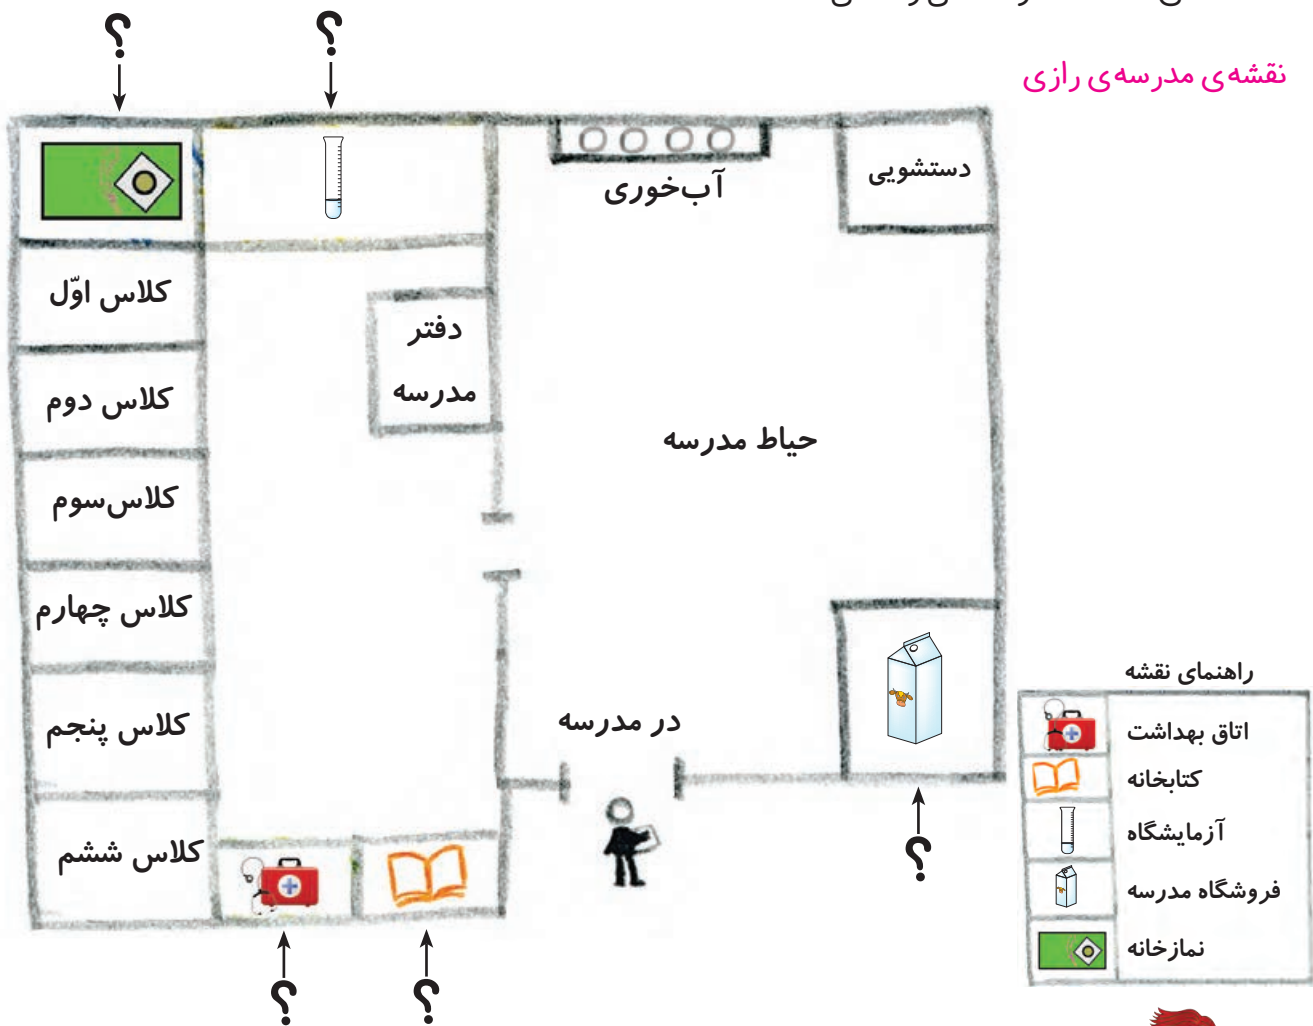 نقشه‌ی مدرسه‌ی رازی
؟
؟
دستشویی
آب‌خوری
کلاس اوّل
دفتر
مدرسه
کلاس دوم
حیاط مدرسه
کلاس‌سوم
کلاس چهارم
کلاس پنجم
در مدرسه
کلاس ششم
؟
؟
؟
راهنمای نقشه
اتاق بهداشت
کتابخانه
آزمایشگاه
فروشگاه مدرسه
نمازخانه